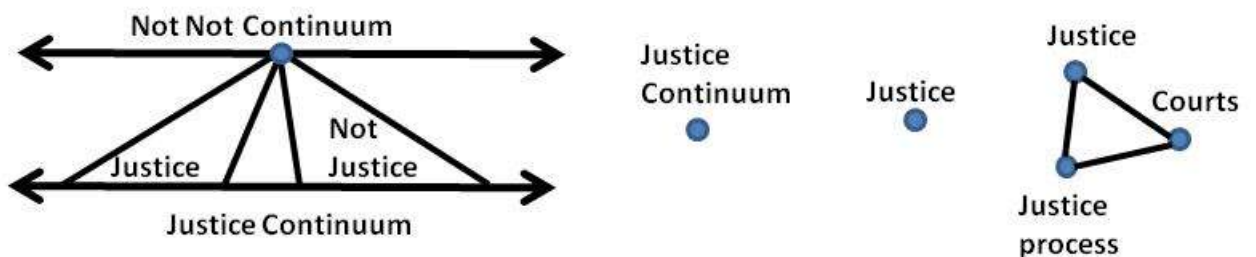 Not Not Continuum
Justice
Not
Justice
Justice Continuum
Justice
Continuum
Justice
Justice
Courts
Justice
process